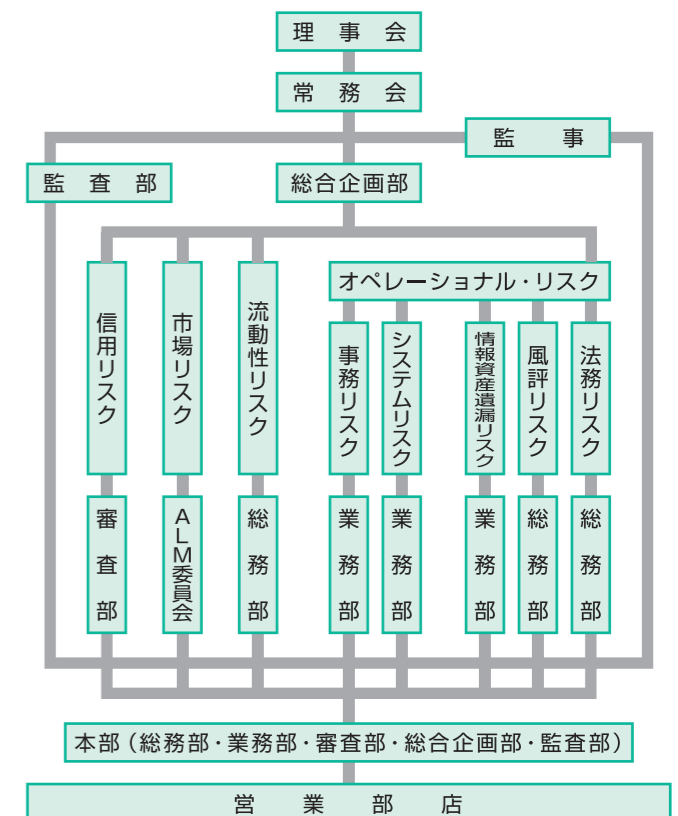 理事会
常務会
監事
監査部
総合企画部
オペレーショナル・リスク
信用リスク
市場リスク
流動性リスク
事務リスク
システムリスク
情報資産遺漏リスク
風評リスク
法務リスク
審査部
ALM委員会
総務部
業務部
業務部
業務部
総務部
総務部
本部（総務部・業務部・審査部・総合企画部・監査部）
営業部店